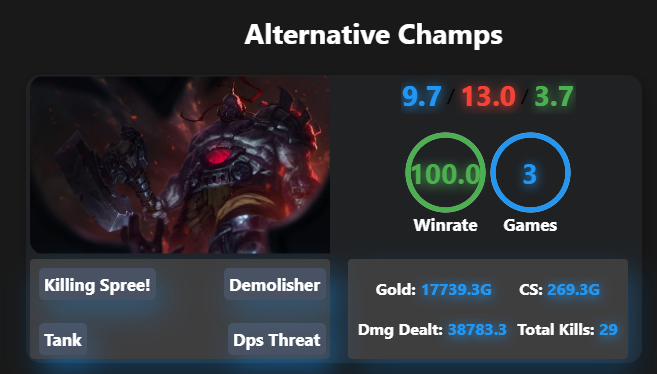 Alternative Champs
9.7 / 13.0 / 3.7
100.0
3
Winrate
Games
Killing Spree!
Demolisher
Tank
Dps Threat
Gold: 17739.3G
CS: 269.3G
Dmg Dealt: 38783.3
Total Kills: 29